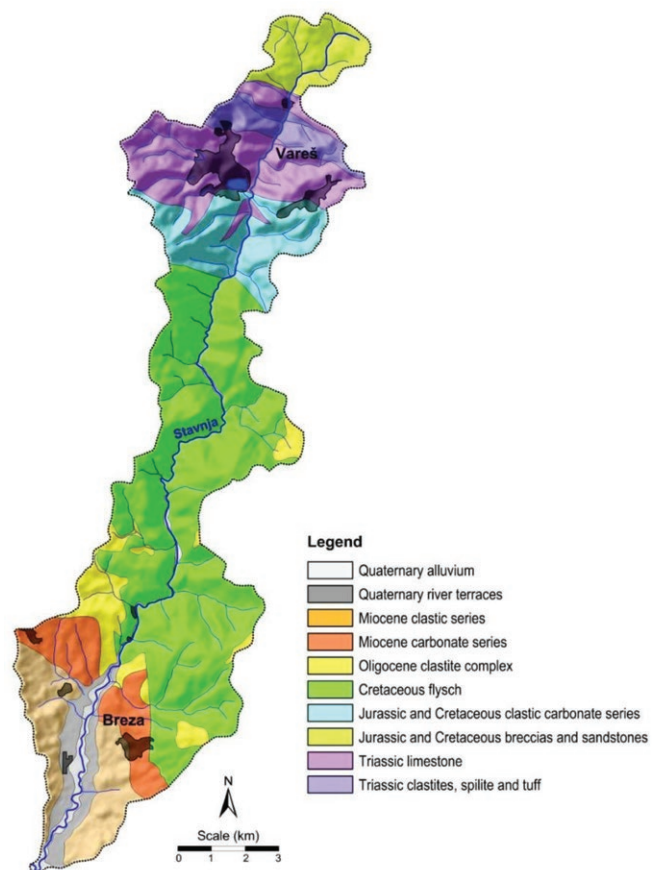 Vareš
Stavnja
Breza
Legend
Quaternary alluvium
Quaternary river terraces
Miocene clastic series
Miocene carbonate series
Oligocene clastite complex
Cretaceous flysch
Jurassic and Cretaceous clastic carbonate series
Jurassic and Cretaceous breccias and sandstones
Triassic limestone
Triassic clastites, spilite and tuff
N
Scale (km)
0 1 2 3